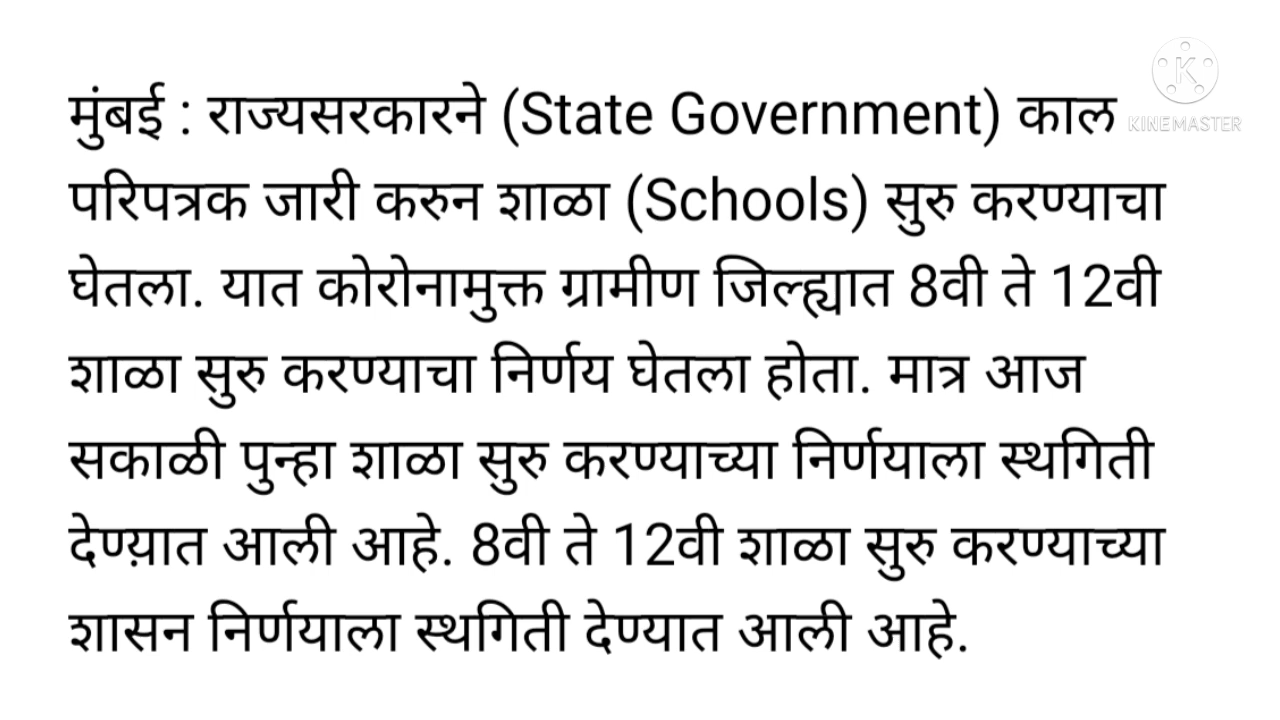 मुंबई : राज्यसरकारने (State Government) काल
परिपत्रक जारी करुन शाळा (Schools) सुरु करण्याचा
घेतला. यात कोरोनामुक्त ग्रामीण जिल्ह्यात 8वी ते 12वी
शाळा सुरु करण्याचा निर्णय घेतला होता. मात्र आज
सकाळी पुन्हा शाळा सुरु करण्याच्या निर्णयाला स्थगिती
देण्य़ात आली आहे. 8वी ते 12वी शाळा सुरु करण्याच्या
शासन निर्णयाला स्थगिती देण्यात आली आहे.
K
KINEMASTER